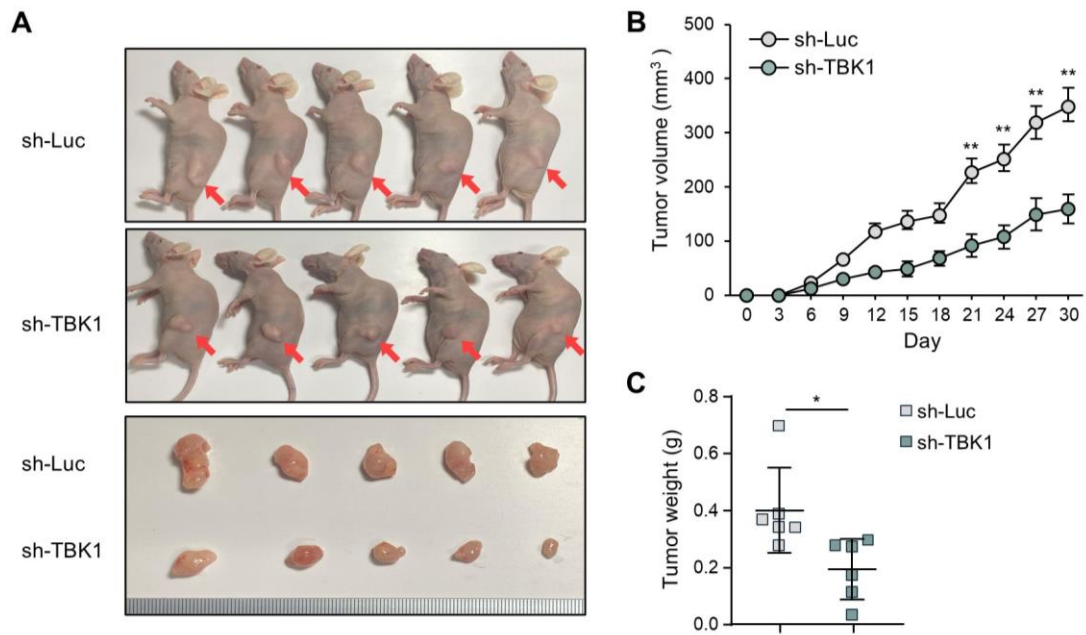 A
sh-Luc
sh-TBK1
sh-Luc
sh-TBK1
B
500
400
300
200
100
0
Tumor volume (mm³)
sh-Luc
sh-TBK1
**
**
**
**
0 3 6 9 12 15 18 21 24 27 30
Day
C
0.8
0.6
0.4
0.2
0.0
Tumor weight (g)
*
sh-Luc
sh-TBK1